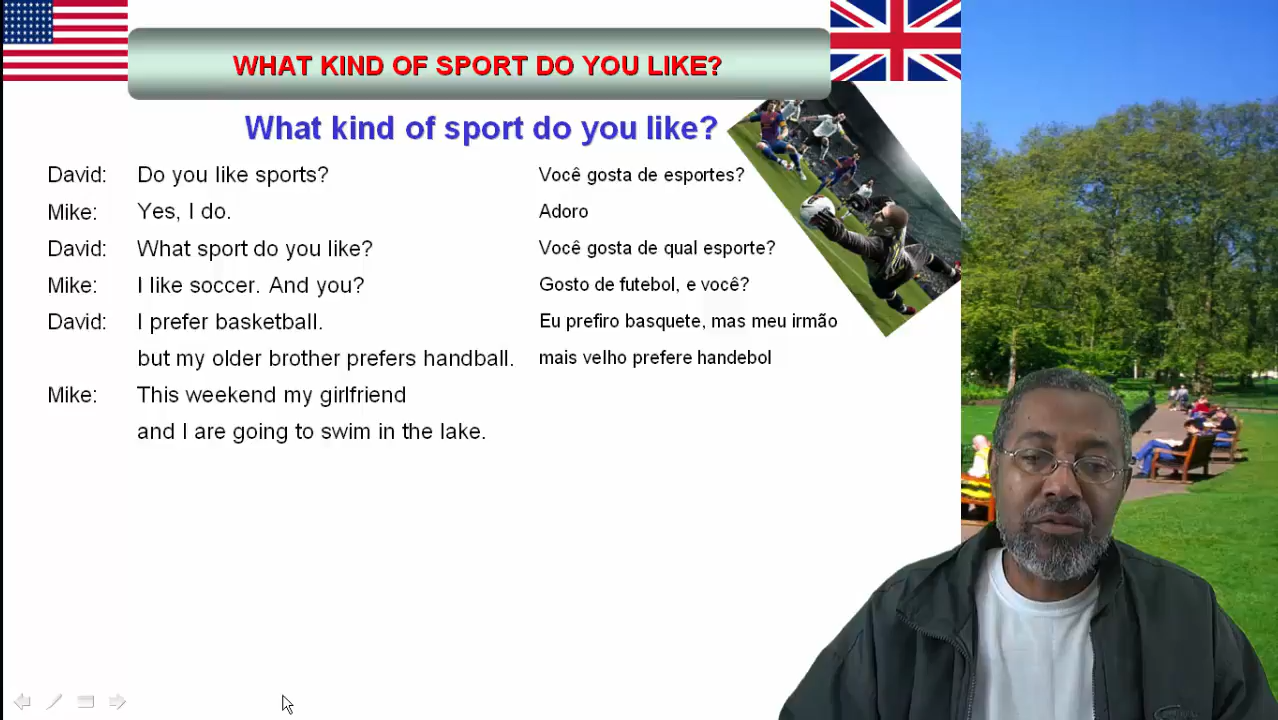 WHAT KIND OF SPORT DO YOU LIKE?
What kind of sport do you like?
David: Do you like sports? Você gosta de esportes?
Mike: Yes, I do. Adoro
David: What sport do you like? Você gosta de qual esporte?
Mike: I like soccer. And you? Gosto de futebol, e você?
David: I prefer basketball. Eu prefiro basquete, mas meu irmão
but my older brother prefers handball. mais velho prefere handebol
Mike: This weekend my girlfriend
and I are going to swim in the lake.